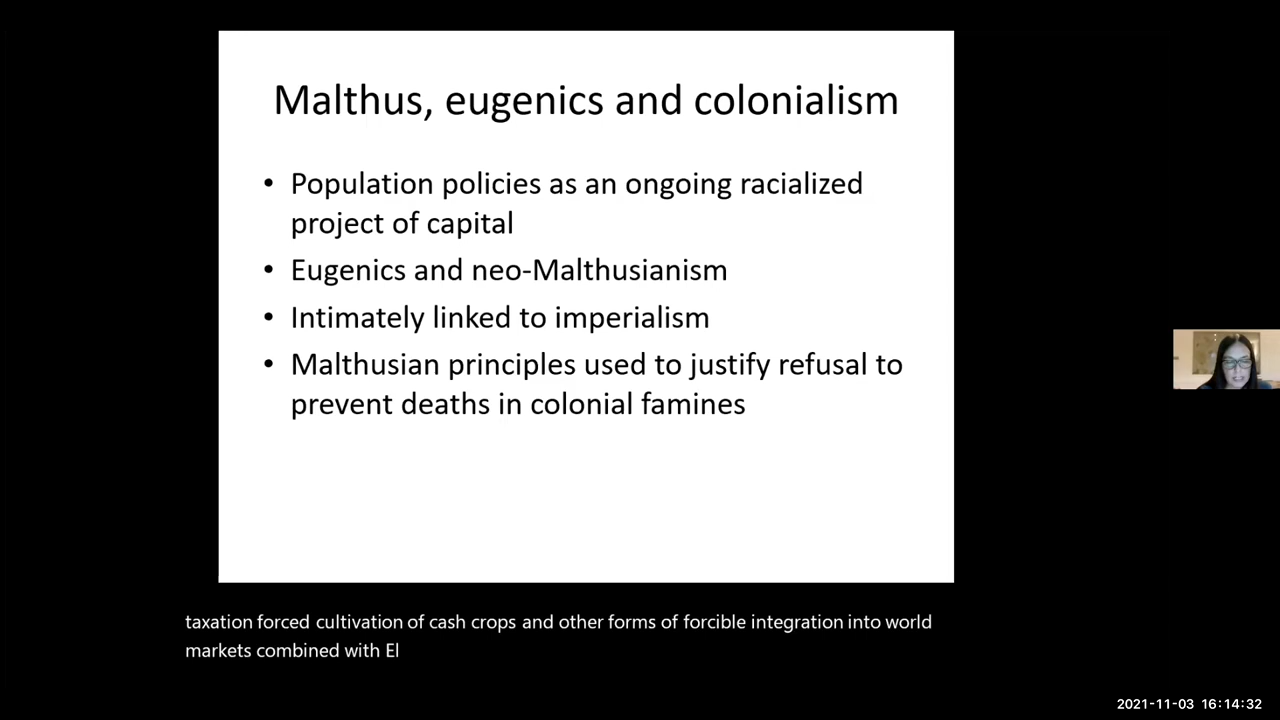 Malthus, eugenics and colonialism
• Population policies as an ongoing racialized
project of capital
• Eugenics and neo-Malthusianism
• Intimately linked to imperialism
• Malthusian principles used to justify refusal to
prevent deaths in colonial famines
taxation forced cultivation of cash crops and other forms of forcible integration into world
markets combined with El
2021-11-03 16:14:32